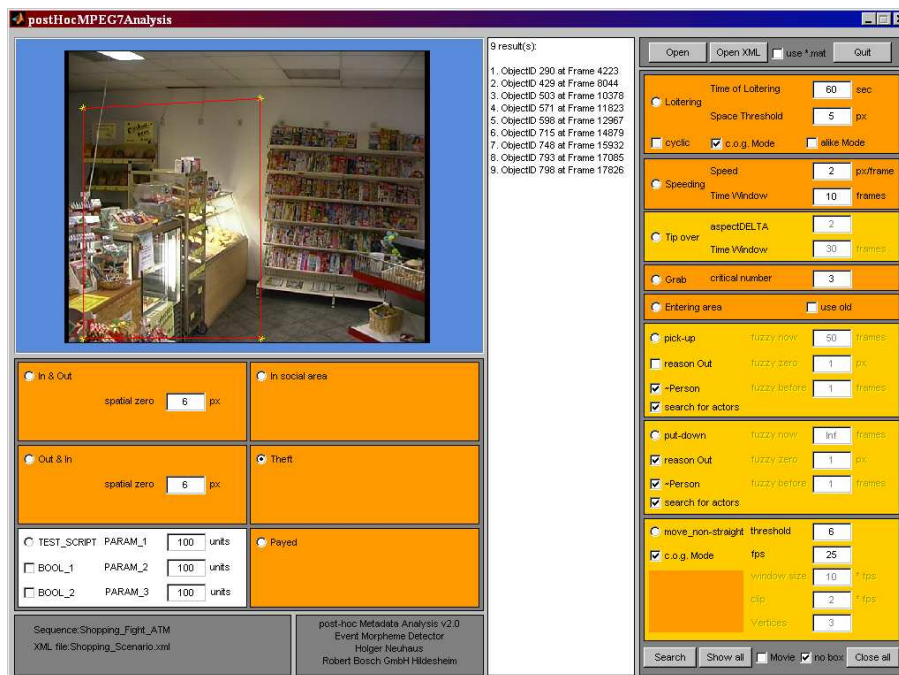 postHocMPEG7Analysis
9 result(s):
1. ObjectID 290 at Frame 4223
2. ObjectID 429 at Frame 8044
3. ObjectID 503 at Frame 10378
4. ObjectID 571 at Frame 11823
5. ObjectID 598 at Frame 12967
6. ObjectID 715 at Frame 14879
7. ObjectID 748 at Frame 15932
8. ObjectID 793 at Frame 17085
9. ObjectID 798 at Frame 17826
Open Open XML use *.mat Quit
Loitering
Time of Loitering 60 sec
Space Threshold 5 px
cyclic c.o.g. Mode alike Mode
Speeding
Speed 2 px/frame
Time Window 10 frames
Tip over
aspectDELTA 2
Time Window 30 frames
Grab critical number 3
Entering area use old
pick-up fuzzy now 50 frames
reason Out fuzzy zero 1 px
~Person fuzzy before 1 frames
search for actors
put-down fuzzy now Inf frames
reason Out fuzzy zero 1 px
~Person fuzzy before 1 frames
search for actors
move_non-straight threshold 6
c.o.g. Mode fps 25
window size 10 * fps
clip 2 * fps
Vertices 3
Search Show all Movie no box Close all
In & Out
spatial zero 6 px
In social area
Out & In
spatial zero 6 px
Theft
TEST_SCRIPT PARAM_1 100 units
BOOL_1 PARAM_2 100 units
BOOL_2 PARAM_3 100 units
Payed
Sequence:Shopping_Fight_ATM
XML file:Shopping_Scenario.xml
post-hoc Metadata Analysis v2.0
Event Morpheme Detector
Holger Neuhaus
Robert Bosch GmbH Hildesheim